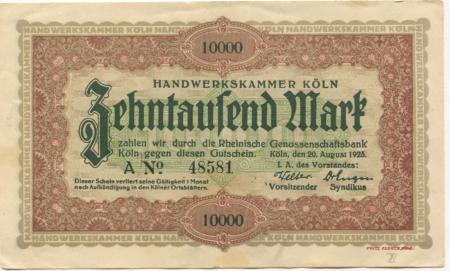 HANDWERKSKAMMER KÖLN HANDWERKSKAMMER
10000
HANDWERKSKAMMER KÖLN
Zehntausend Mark
zahlen wir durch die Rheinische Genossenschaftsbank
Köln gegen diesen Gutschein. Köln, den 20. August 1923.
A No. 48581 I. A. des Vorstandes:
Dieser Schein verliert seine Gültigkeit 1 Monat
nach Aufkündigung in den Kölner Ortsblättern.
Vorsitzender Syndikus
10000
HANDWERKSKAMMER KÖLN HANDWERKSKAMMER